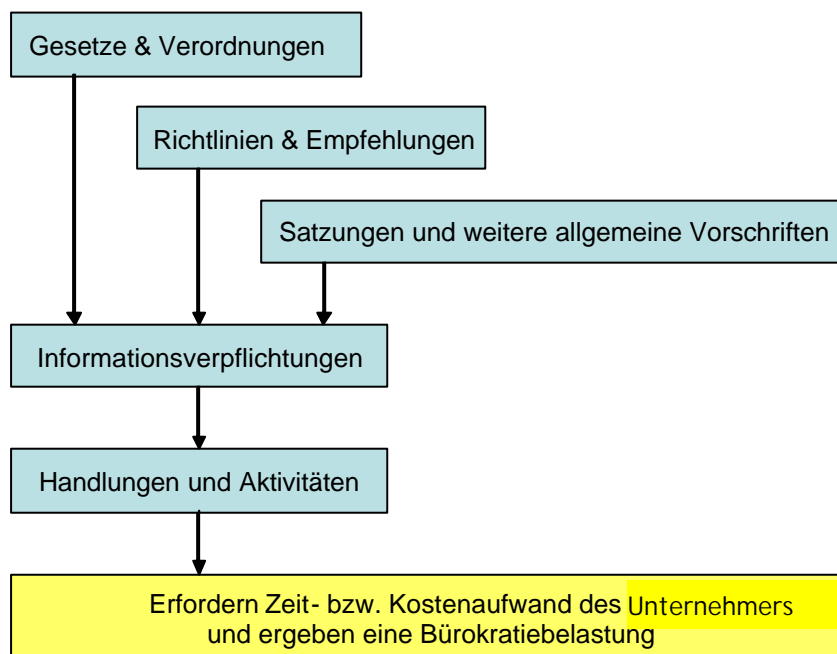 Gesetze & Verordnungen
Richtlinien & Empfehlungen
Satzungen und weitere allgemeine Vorschriften
Informationsverpflichtungen
Handlungen und Aktivitäten
Erfordern Zeit- bzw. Kostenaufwand des Unternehmers
und ergeben eine Bürokratiebelastung